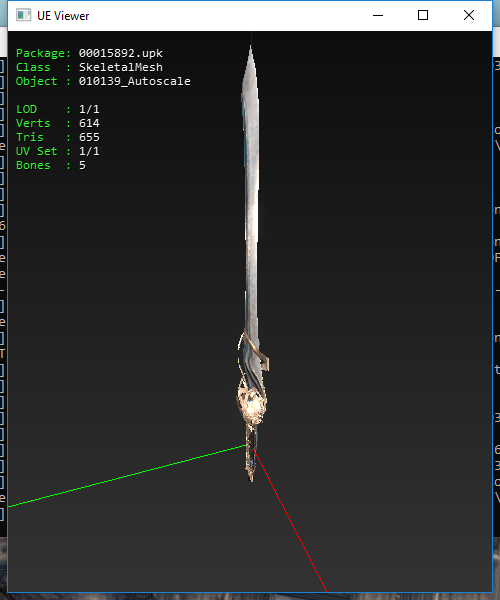 UE Viewer
Package: 00015892.upk
Class  : SkeletalMesh
Object : 010139_Autoscale
LOD    : 1/1
Verts  : 614
Tris   : 655
UV Set : 1/1
Bones  : 5